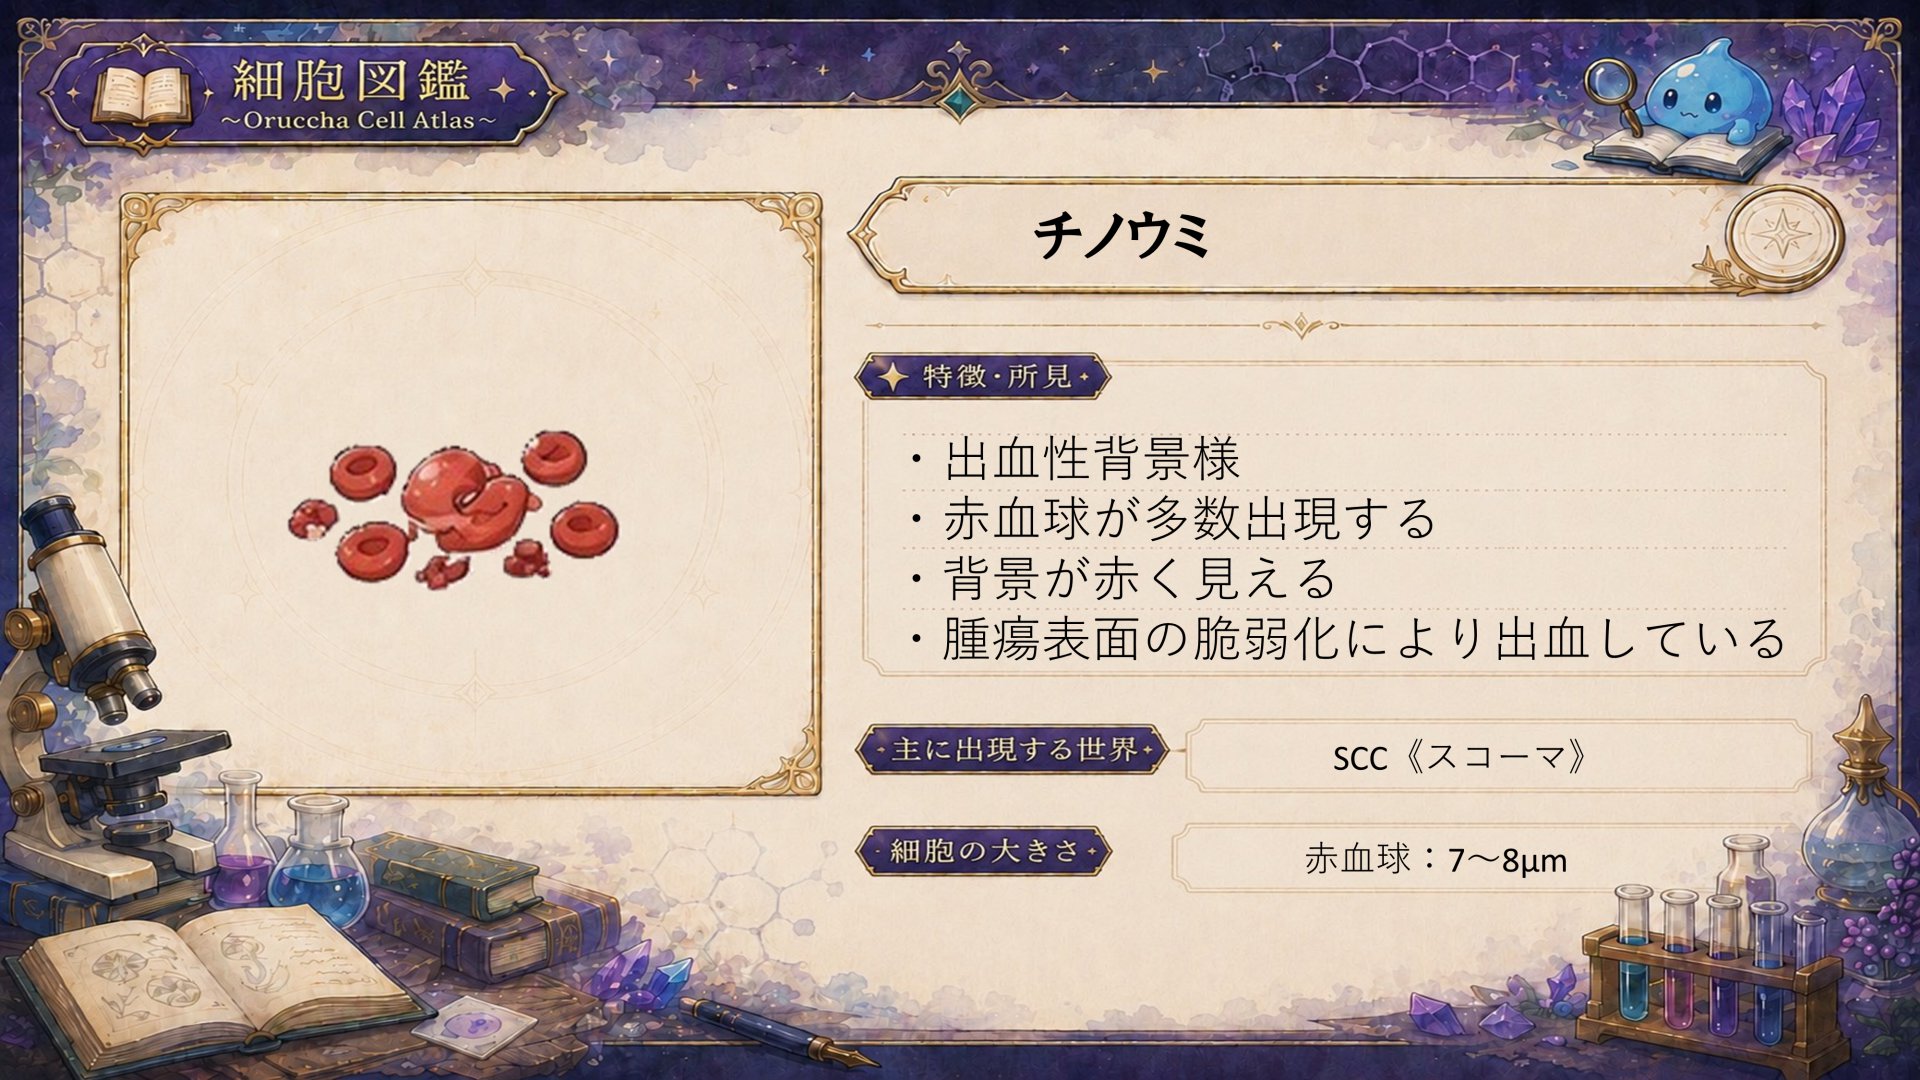 細胞図鑑
~Oruccha Cell Atlas~
チノウミ
特徴・所見
・出血性背景様
・赤血球が多数出現する
・背景が赤く見える
・腫瘍表面の脆弱化により出血している
主に出現する世界
SCC《スコーマ》
細胞の大きさ
赤血球：7～8μm